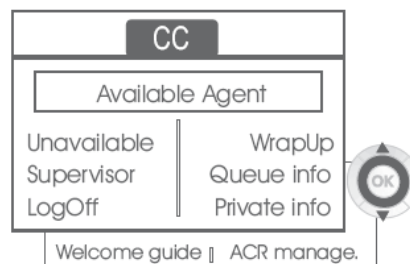 CC
Available Agent
Unavailable WrapUp
Supervisor Queue info
LogOff Private info
OK
Welcome guide ACR manage.